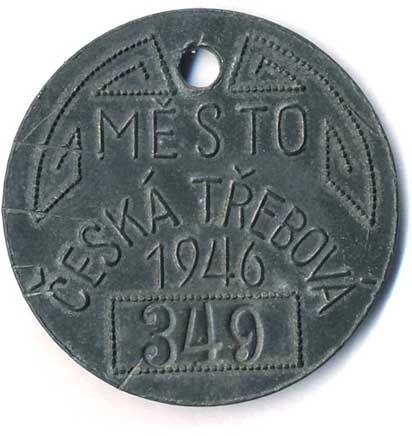 MĚSTO
ČESKÁ TŘEBOVÁ
1946
349